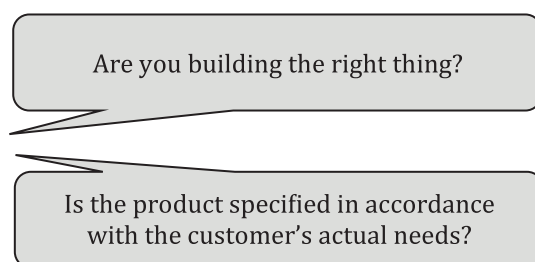 Are you building the right thing?
Is the product specified in accordance
with the customer’s actual needs?